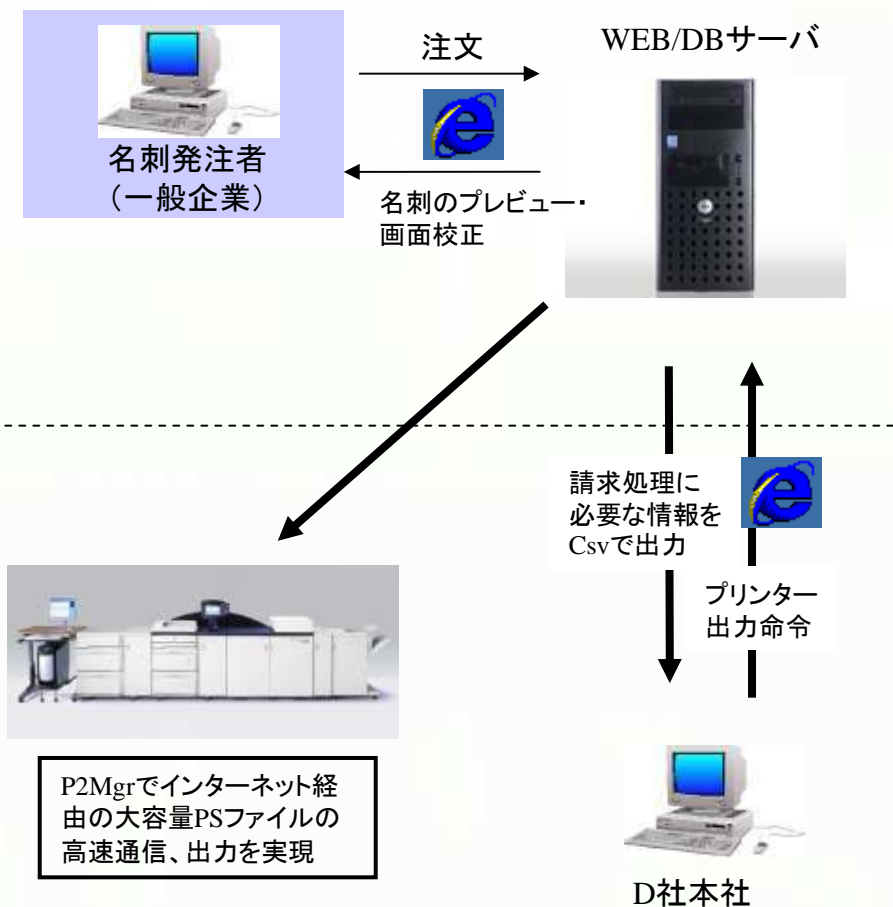 注文
WEB/DBサーバ
名刺発注者
（一般企業）
名刺のプレビュー・
画面校正
請求処理に
必要な情報を
Csvで出力
プリンター
出力命令
P2Mgrでインターネット経
由の大容量PSファイルの
高速通信、出力を実現
D社本社